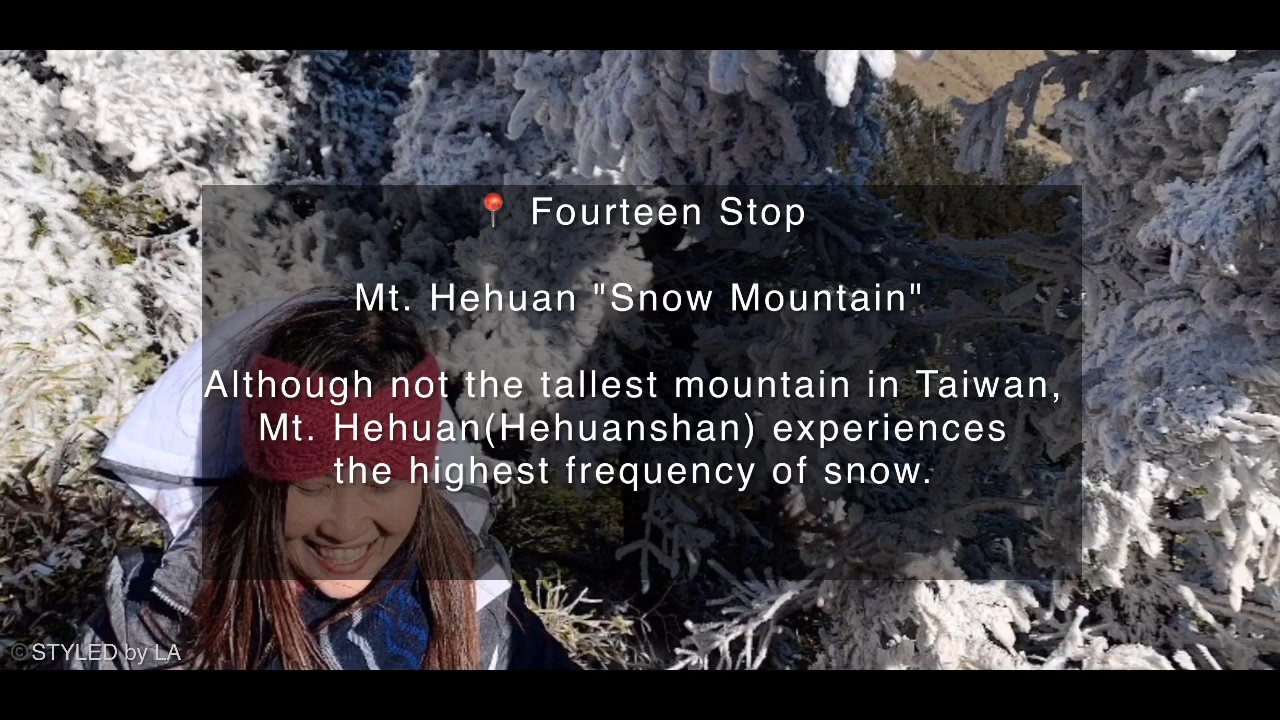 📍 Fourteen Stop
Mt. Hehuan "Snow Mountain"
Although not the tallest mountain in Taiwan,
Mt. Hehuan(Hehuanshan) experiences
the highest frequency of snow.
©STYLED by LA